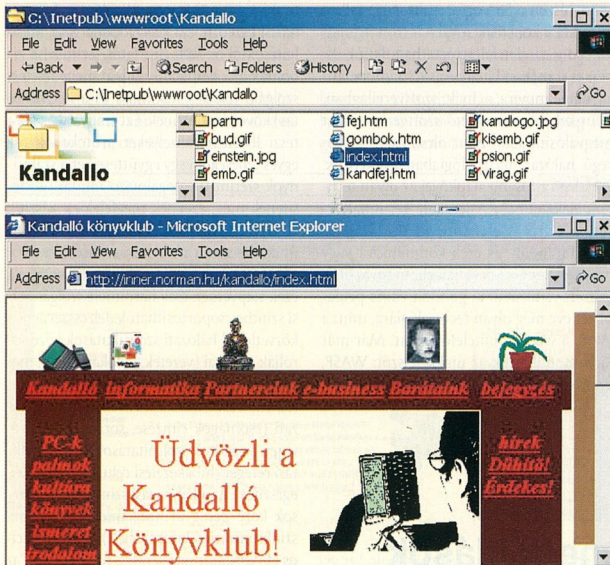 C:\Inetpub\wwwroot\Kandallo
File Edit View Favorites Tools Help
Back Search Folders History
Address C:\Inetpub\wwwroot\Kandallo Go
Kandallo
partn
bud.gif
einstein.jpg
emb.gif
fej.htm
gombok.htm
index.html
kandfej.htm
kandlogo.jpg
kisemb.gif
psion.gif
virag.gif
Kandalló könyvklub - Microsoft Internet Explorer
File Edit View Favorites Tools Help
Address http://inner.norman.hu/kandallo/index.html Go
Kandalló informatika Partnereink e-business Barátaink bejegyzés
PC-k
palmok
kultúra
könyvek
ismeret
irodalom
Üdvözli a
Kandalló
Könyvklub!
hírek
Dühítő!
Érdekes!